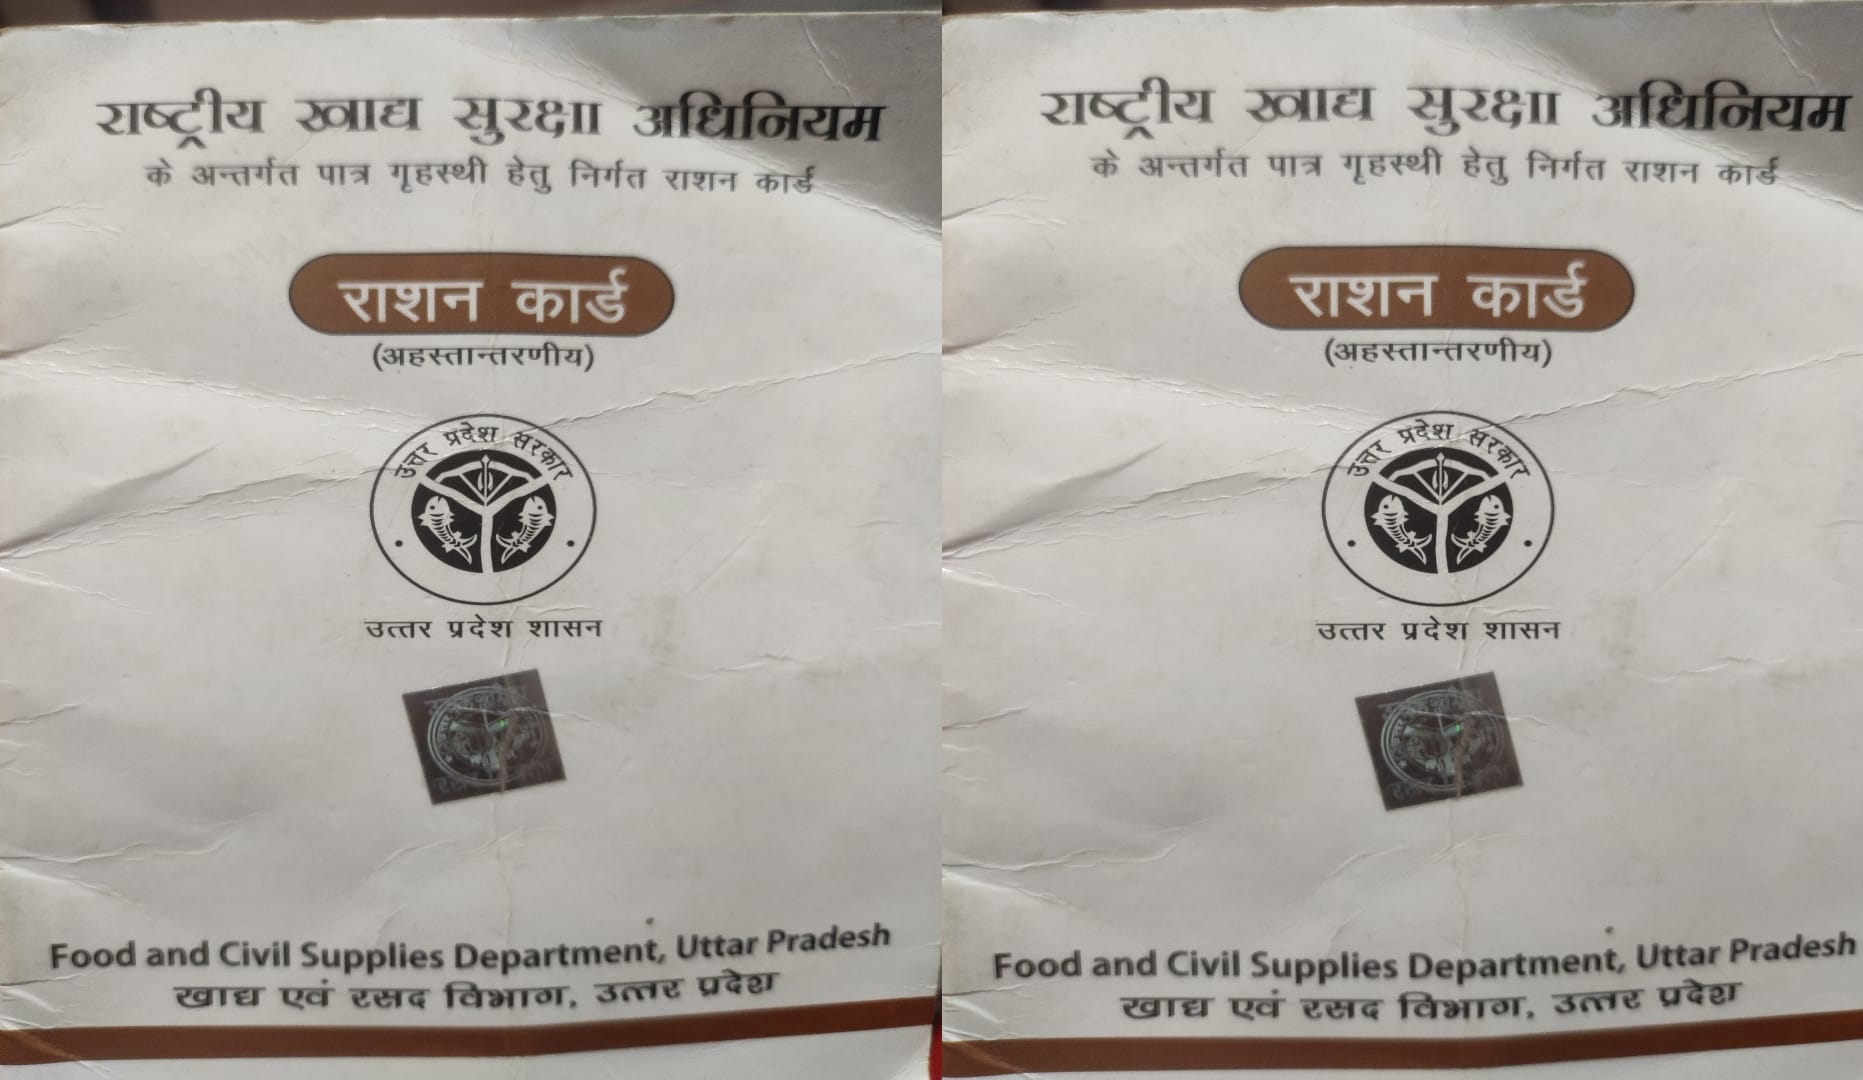 राष्ट्रीय खाद्य सुरक्षा अधिनियम
के अन्तर्गत पात्र गृहस्थी हेतु निर्गत राशन कार्ड
राशन कार्ड
(अहस्तान्तरणीय)
उत्तर प्रदेश सरकार
उत्तर प्रदेश शासन
Food and Civil Supplies Department, Uttar Pradesh
खाद्य एवं रसद विभाग, उत्तर प्रदेश
राष्ट्रीय खाद्य सुरक्षा अधिनियम
के अन्तर्गत पात्र गृहस्थी हेतु निर्गत राशन कार्ड
राशन कार्ड
(अहस्तान्तरणीय)
उत्तर प्रदेश सरकार
उत्तर प्रदेश शासन
Food and Civil Supplies Department, Uttar Pradesh
खाद्य एवं रसद विभाग, उत्तर प्रदेश